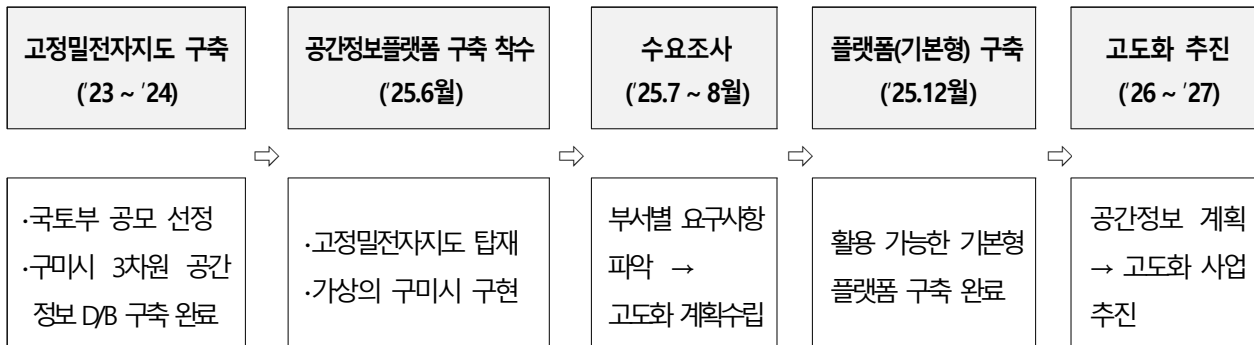 고정밀전자지도 구축
('23 ~ '24)
공간정보플랫폼 구축 착수
('25.6월)
수요조사
('25.7 ~ 8월)
플랫폼(기본형) 구축
('25.12월)
고도화 추진
('26 ~ '27)
⇨
⇨
⇨
⇨
·국토부 공모 선정
·구미시 3차원 공간
정보 D/B 구축 완료
·고정밀전자지도 탑재
·가상의 구미시 구현
부서별 요구사항
파악 →
고도화 계획수립
활용 가능한 기본형
플랫폼 구축 완료
공간정보 계획
→ 고도화 사업
추진